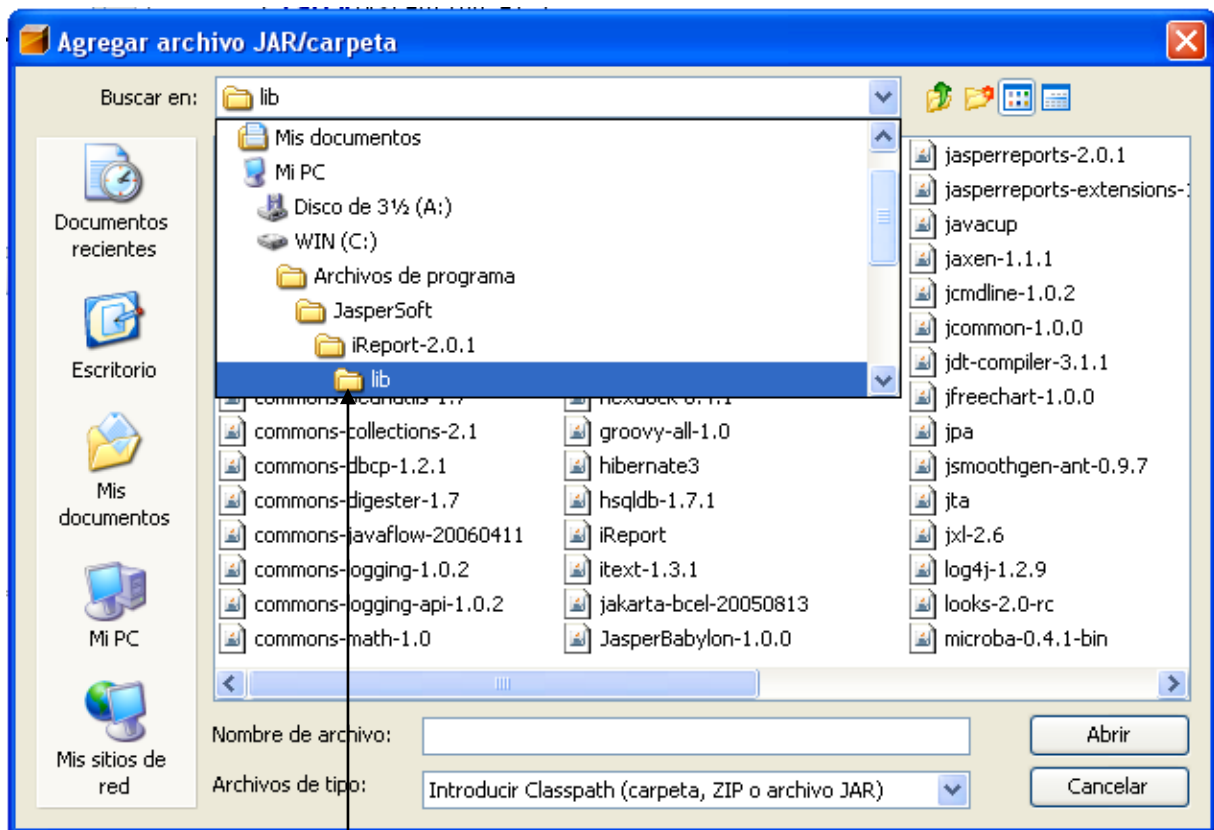 Agregar archivo JAR/carpeta
Buscar en:
lib
Mis documentos
Mi PC
Disco de 3½ (A:)
WIN (C:)
Archivos de programa
JasperSoft
iReport-2.0.1
lib
Documentos
recientes
Escritorio
Mis
documentos
Mi PC
Mis sitios de
red
commons-collections-2.1
commons-dbcp-1.2.1
commons-digester-1.7
commons-javaflow-20060411
commons-logging-1.0.2
commons-logging-api-1.0.2
commons-math-1.0
groovy-all-1.0
hibernate3
hsqldb-1.7.1
iReport
itext-1.3.1
jakarta-bcel-20050813
JasperBabylon-1.0.0
jasperreports-2.0.1
jasperreports-extensions-
javacup
jaxen-1.1.1
jcmdline-1.0.2
jcommon-1.0.0
jdt-compiler-3.1.1
jfreechart-1.0.0
jpa
jsmoothgen-ant-0.9.7
jta
jxl-2.6
log4j-1.2.9
looks-2.0-rc
microba-0.4.1-bin
Nombre de archivo:
Abrir
Archivos de tipo:
Introducir Classpath (carpeta, ZIP o archivo JAR)
Cancelar